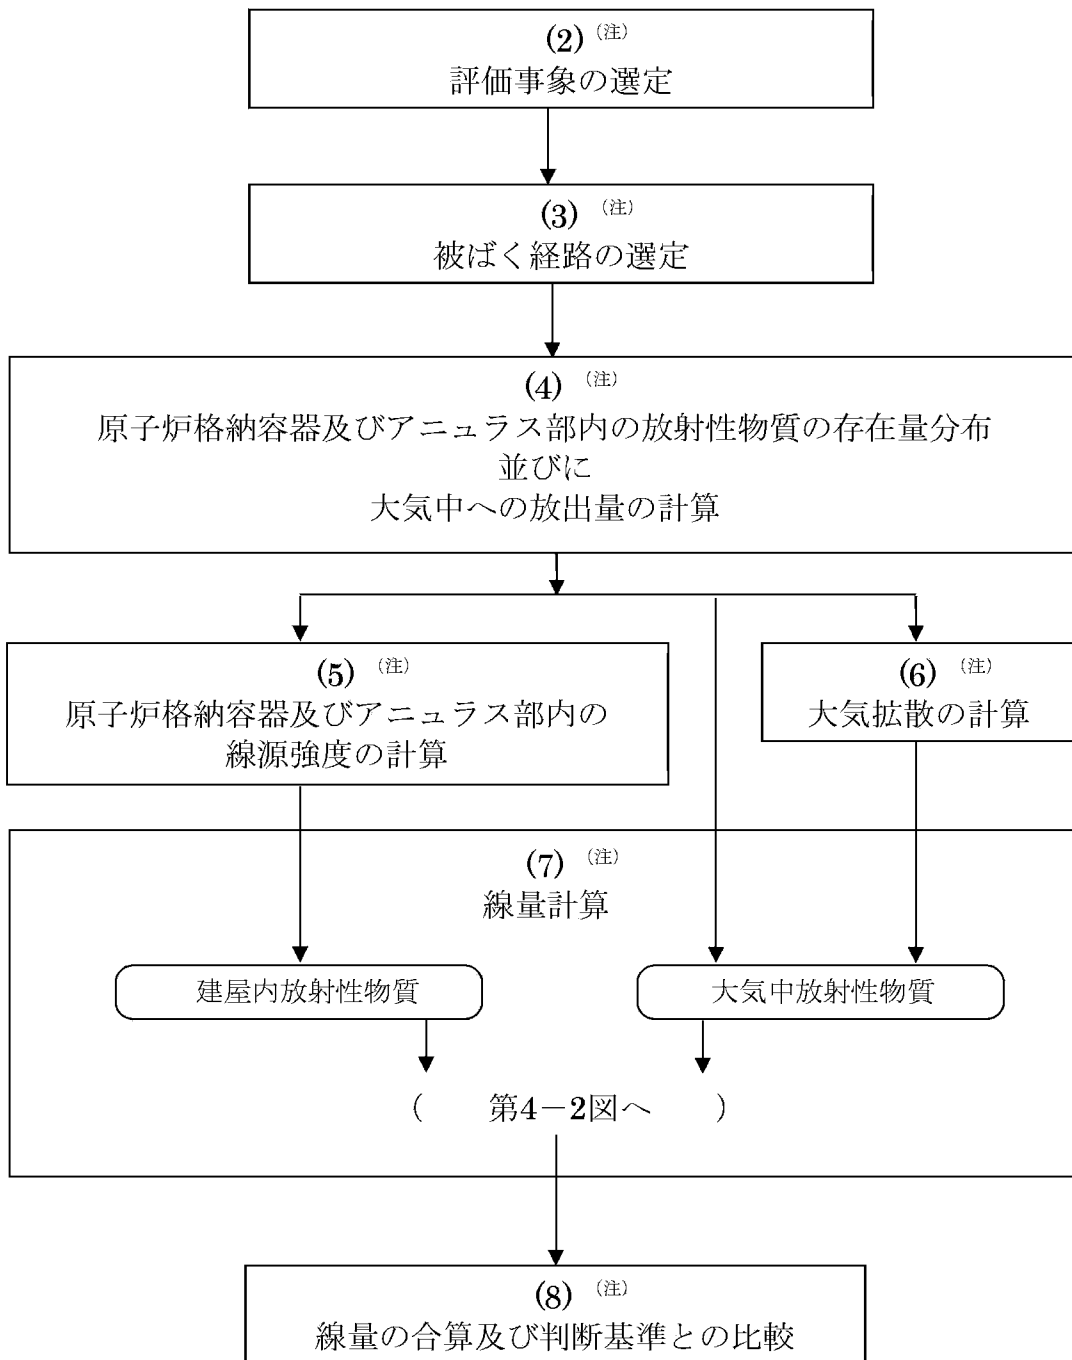 (2) (注)
評価事象の選定
(3) (注)
被ばく経路の選定
(4) (注)
原子炉格納容器及びアニュラス部内の放射性物質の存在量分布
並びに
大気中への放出量の計算
(5) (注)
原子炉格納容器及びアニュラス部内の
線源強度の計算
(6) (注)
大気拡散の計算
(7) (注)
線量計算
建屋内放射性物質
大気中放射性物質
( 第4-2図へ )
(8) (注)
線量の合算及び判断基準との比較